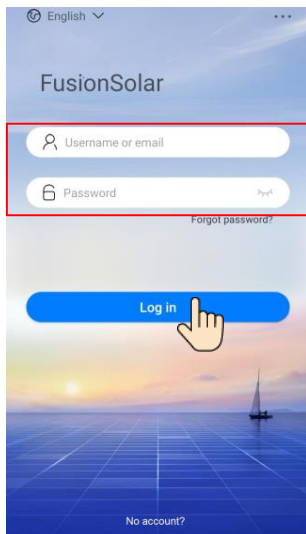 English
FusionSolar
Username or email
Password
Forgot password?
Log in
No account?